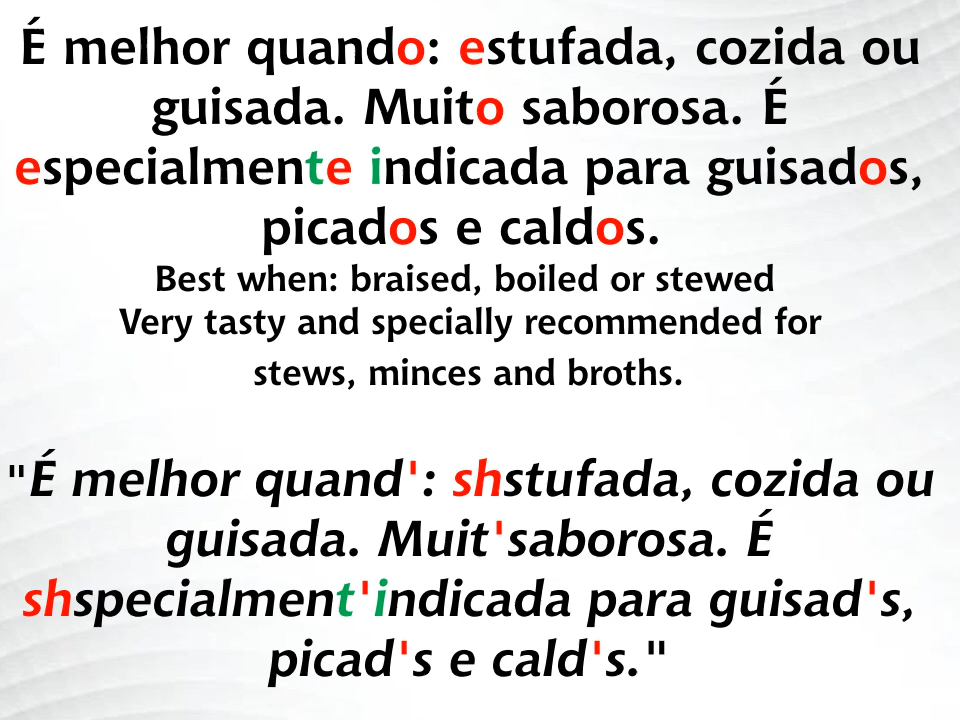 É melhor quando: estufada, cozida ou
guisada. Muito saborosa. É
especialmente indicada para guisados,
picados e caldos.
Best when: braised, boiled or stewed
Very tasty and specially recommended for
stews, minces and broths.
"É melhor quand': shstufada, cozida ou
guisada. Muit'saborosa. É
shspecialment'indicada para guisad's,
picad's e cald's."